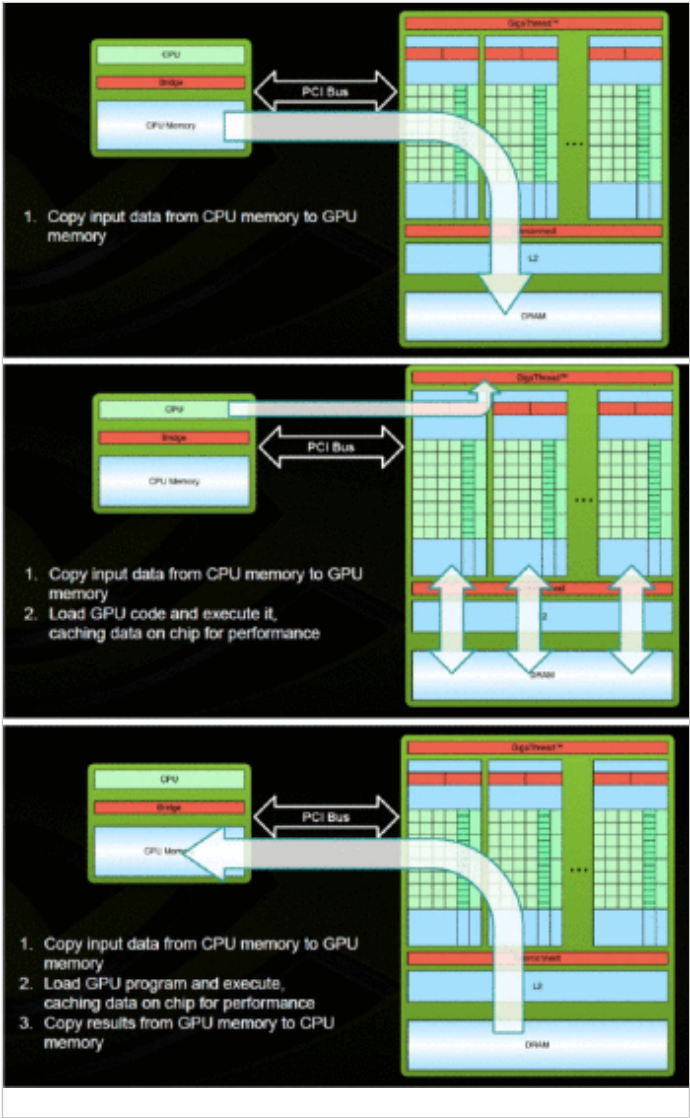 GigaThread™
CPU
Bridge
PCI Bus
CPU Memory
1. Copy input data from CPU memory to GPU
memory
L2
DRAM
GigaThread™
CPU
Bridge
PCI Bus
CPU Memory
1. Copy input data from CPU memory to GPU
memory
2. Load GPU code and execute it,
caching data on chip for performance
2
DRAM
GigaThread™
CPU
Bridge
PCI Bus
CPU
1. Copy input data from CPU memory to GPU
memory
2. Load GPU program and execute,
caching data on chip for performance
3. Copy results from GPU memory to CPU
memory
L2
DRAM